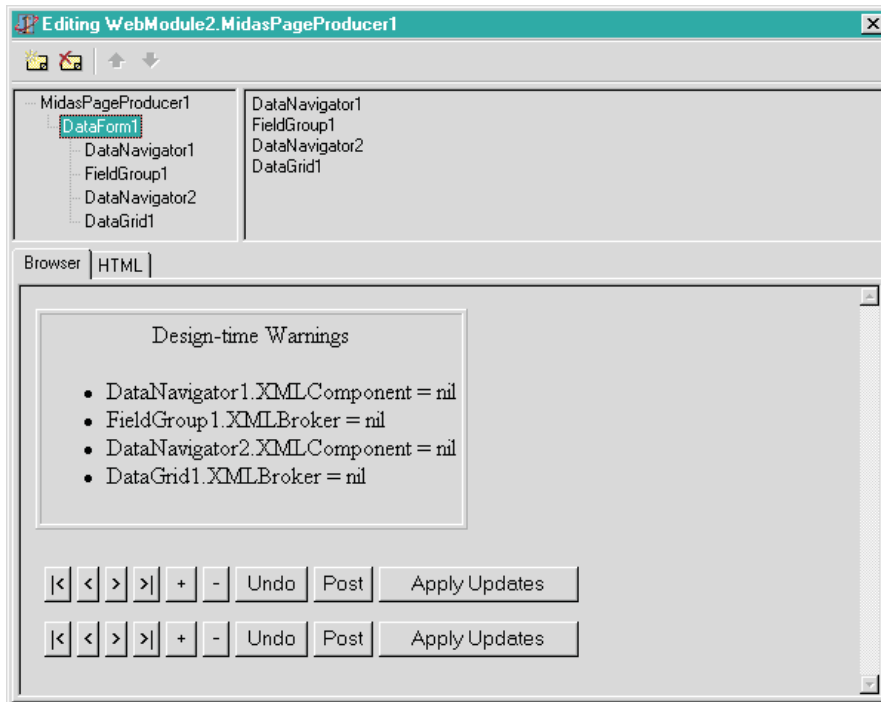 Editing WebModule2.MidasPageProducer1
MidasPageProducer1
DataForm1
DataNavigator1
FieldGroup1
DataNavigator2
DataGrid1
DataNavigator1
FieldGroup1
DataNavigator2
DataGrid1
Browser HTML
Design-time Warnings
• DataNavigator1.XMLComponent = nil
• FieldGroup1.XMLBroker = nil
• DataNavigator2.XMLComponent = nil
• DataGrid1.XMLBroker = nil
|< < > >| + - Undo Post Apply Updates
|< < > >| + - Undo Post Apply Updates